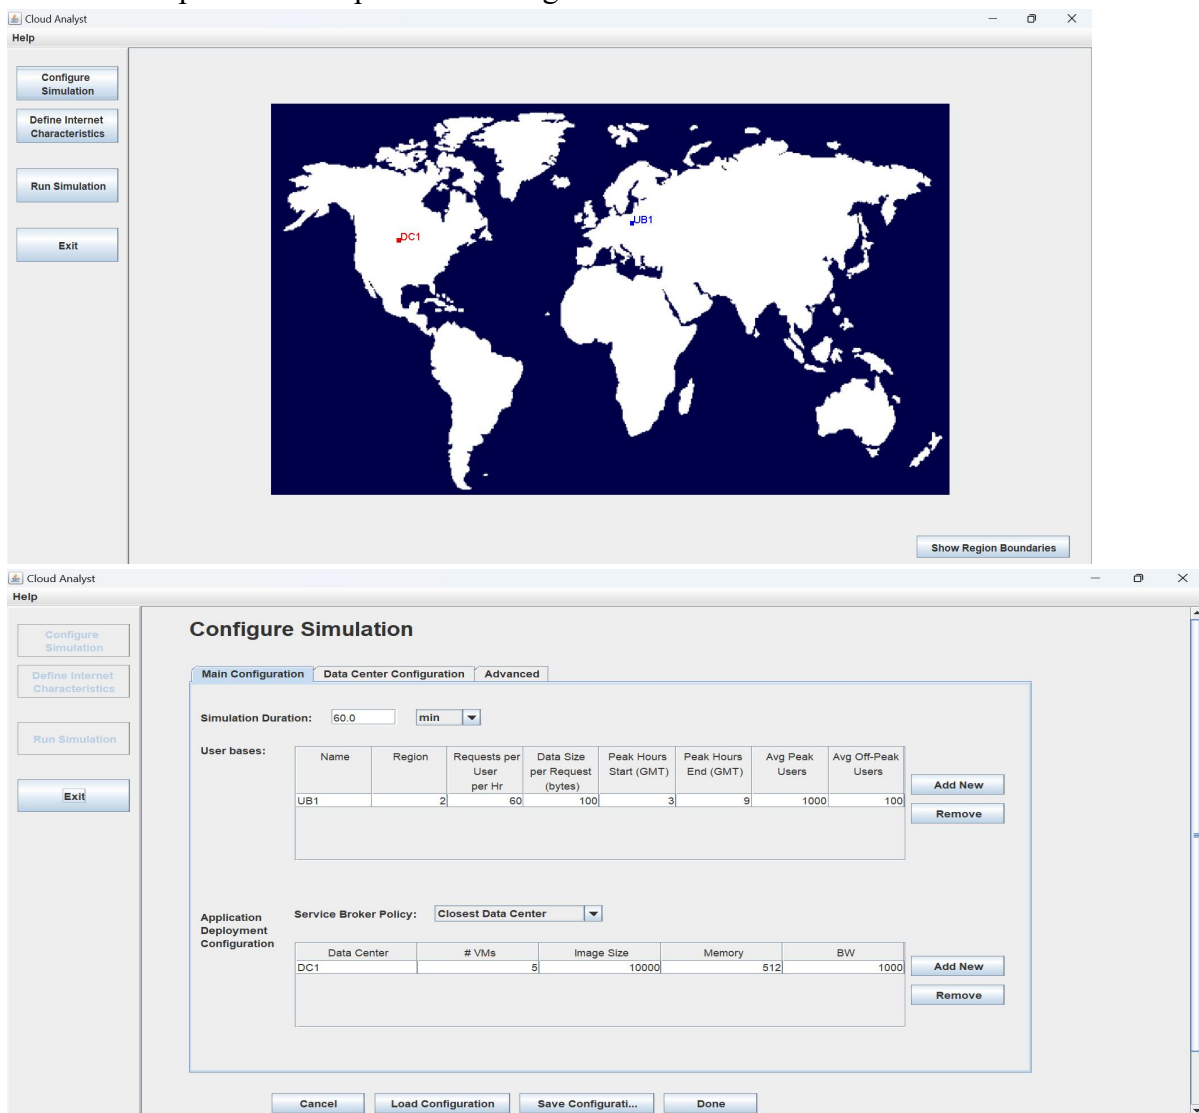 Cloud Analyst
Help
Configure
Simulation
Define Internet
Characteristics
Run Simulation
Exit
DC1
UB1
Show Region Boundaries
Cloud Analyst
Help
Configure
Simulation
Define Internet
Characteristics
Run Simulation
Exit
Configure Simulation
Main Configuration Data Center Configuration Advanced
Simulation Duration: 60.0 min
User bases:
Name Region Requests per User per Hr Data Size per Request (bytes) Peak Hours Start (GMT) Peak Hours End (GMT) Avg Peak Users Avg Off-Peak Users
UB1 2 60 100 3 9 1000 100
Add New
Remove
Application
Deployment
Configuration
Service Broker Policy: Closest Data Center
Data Center # VMs Image Size Memory BW
DC1 5 10000 512 1000
Add New
Remove
Cancel Load Configuration Save Configurati... Done